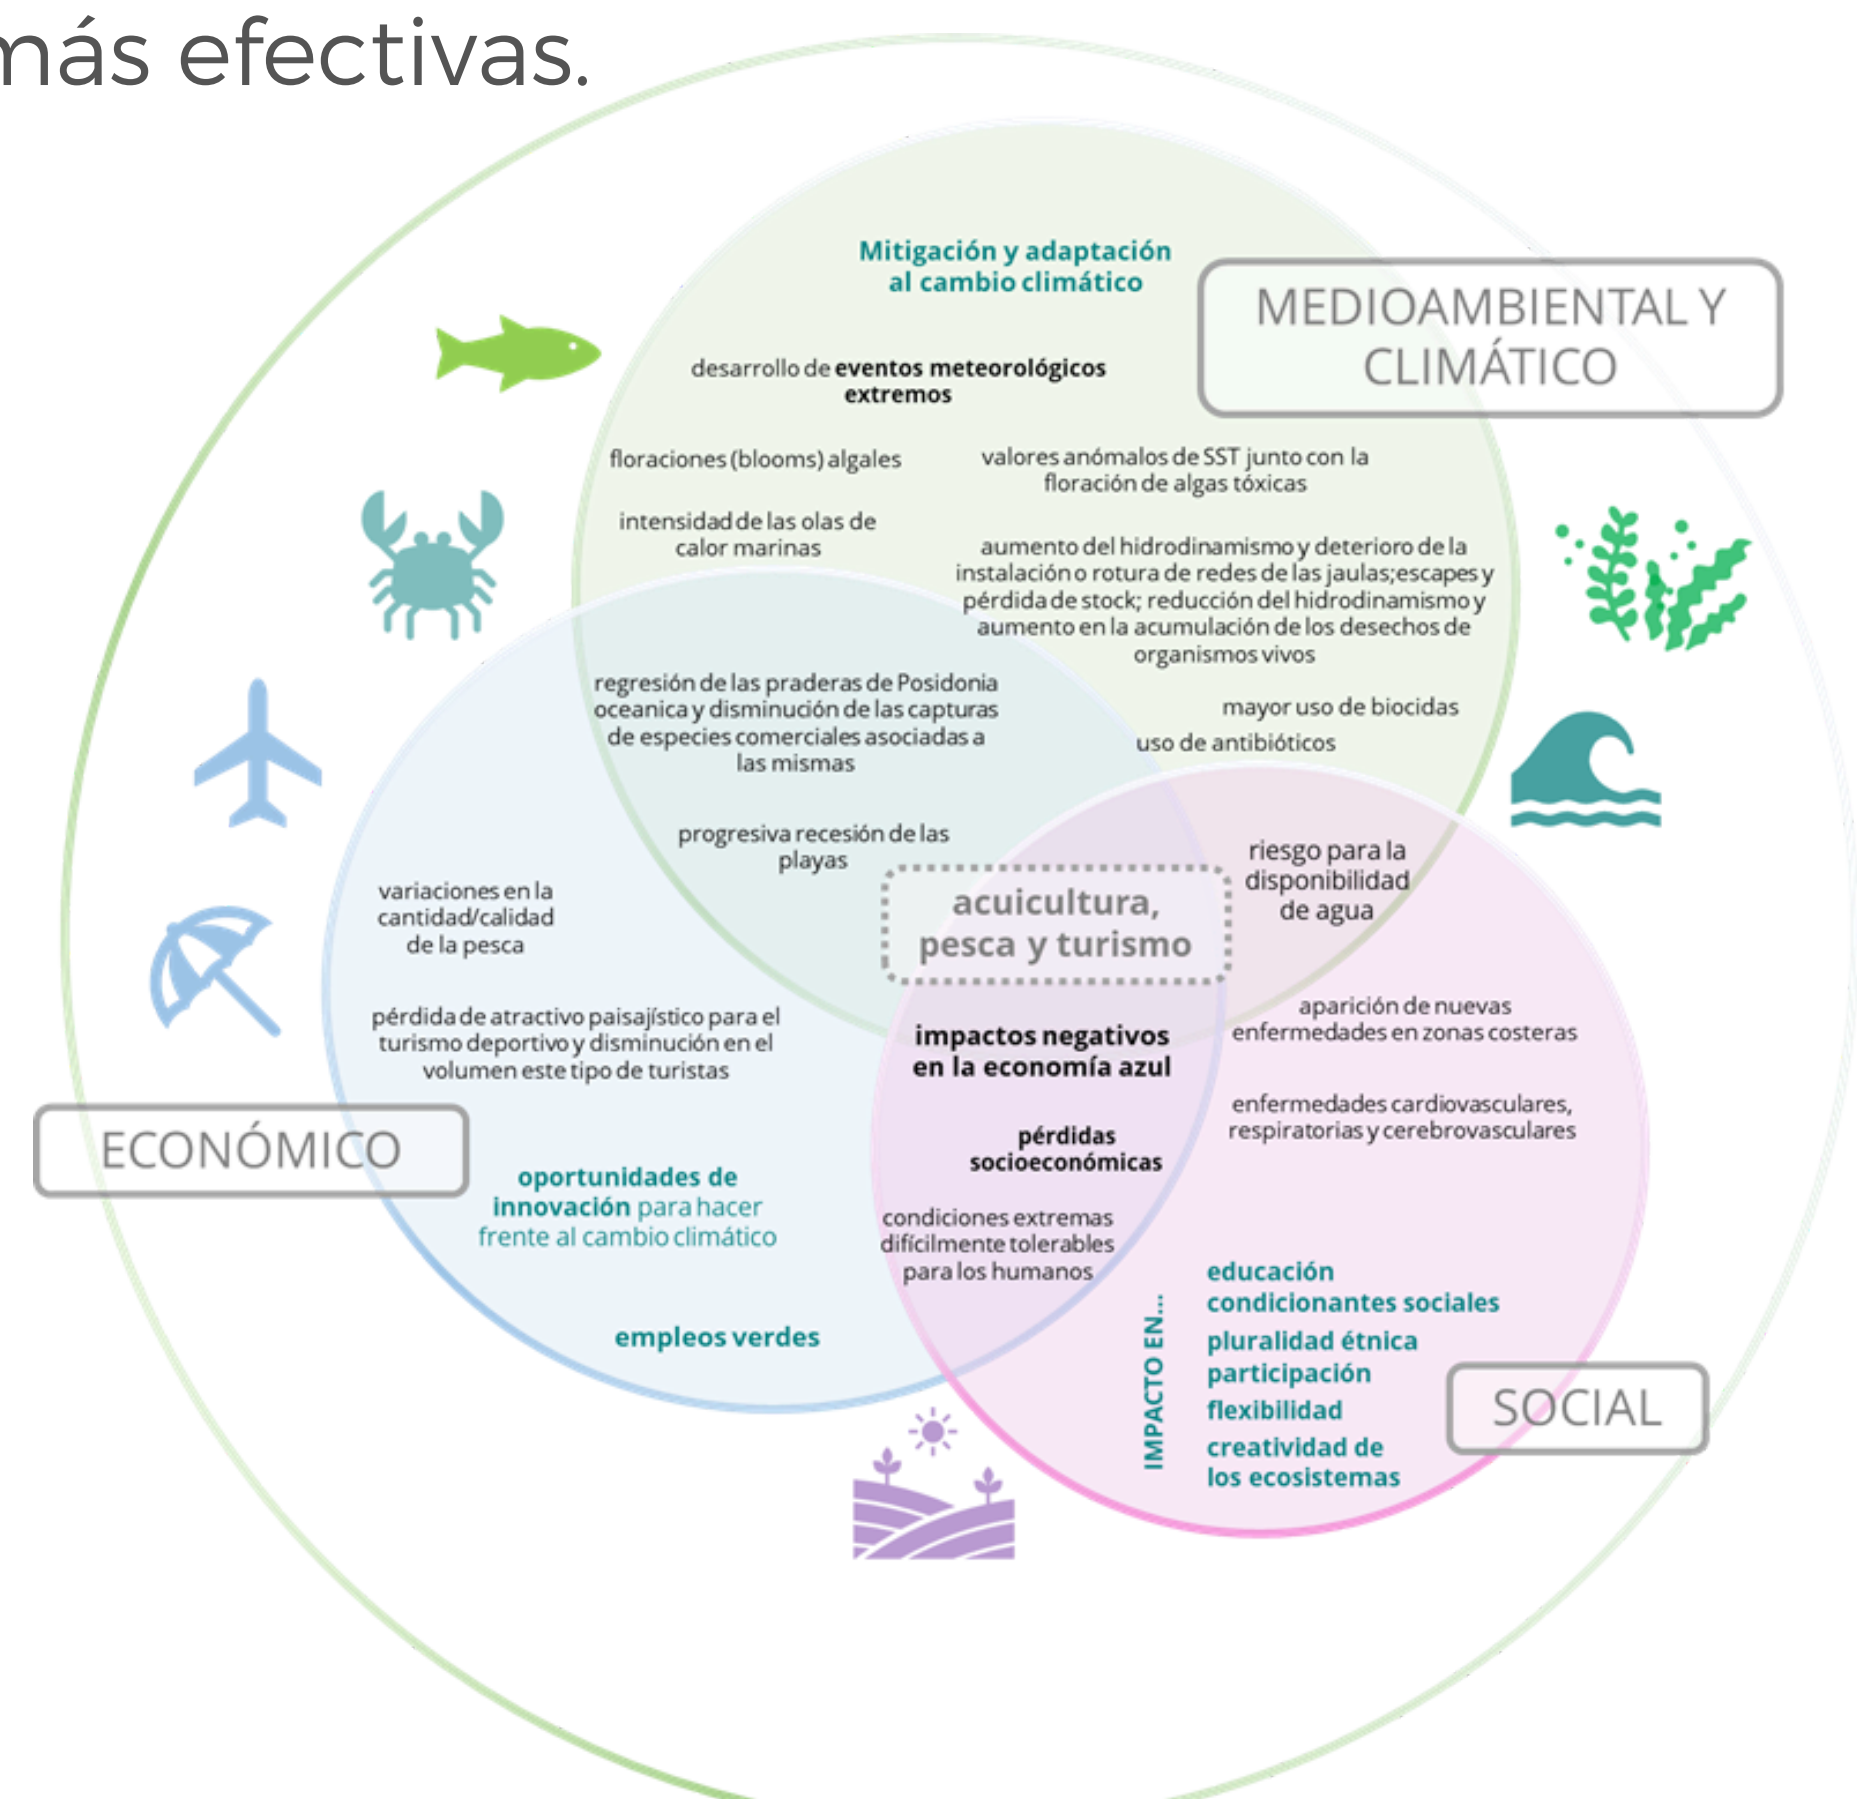 más efectivas.
Mitigación y adaptación
al cambio climático
MEDIOAMBIENTAL Y
CLIMÁTICO
desarrollo de eventos meteorológicos
extremos
floraciones (blooms) algales
valores anómalos de SST junto con la
floración de algas tóxicas
intensidad de las olas de
calor marinas
aumento del hidrodinamismo y deterioro de la
instalación o rotura de redes de las jaulas;escapes y
pérdida de stock; reducción del hidrodinamismo y
aumento en la acumulación de los desechos de
organismos vivos
regresión de las praderas de Posidonia
oceanica y disminución de las capturas
de especies comerciales asociadas a
las mismas
mayor uso de biocidas
uso de antibióticos
progresiva recesión de las
playas
riesgo para la
disponibilidad
de agua
variaciones en la
cantidad/calidad
de la pesca
acuicultura,
pesca y turismo
pérdida de atractivo paisajístico para el
turismo deportivo y disminución en el
volumen este tipo de turistas
impactos negativos
en la economía azul
aparición de nuevas
enfermedades en zonas costeras
ECONÓMICO
pérdidas
socioeconómicas
enfermedades cardiovasculares,
respiratorias y cerebrovasculares
oportunidades de
innovación para hacer
frente al cambio climático
condiciones extremas
difícilmente tolerables
para los humanos
empleos verdes
IMPACTO EN...
educación
condicionantes sociales
pluralidad étnica
participación
flexibilidad
creatividad de
los ecosistemas
SOCIAL